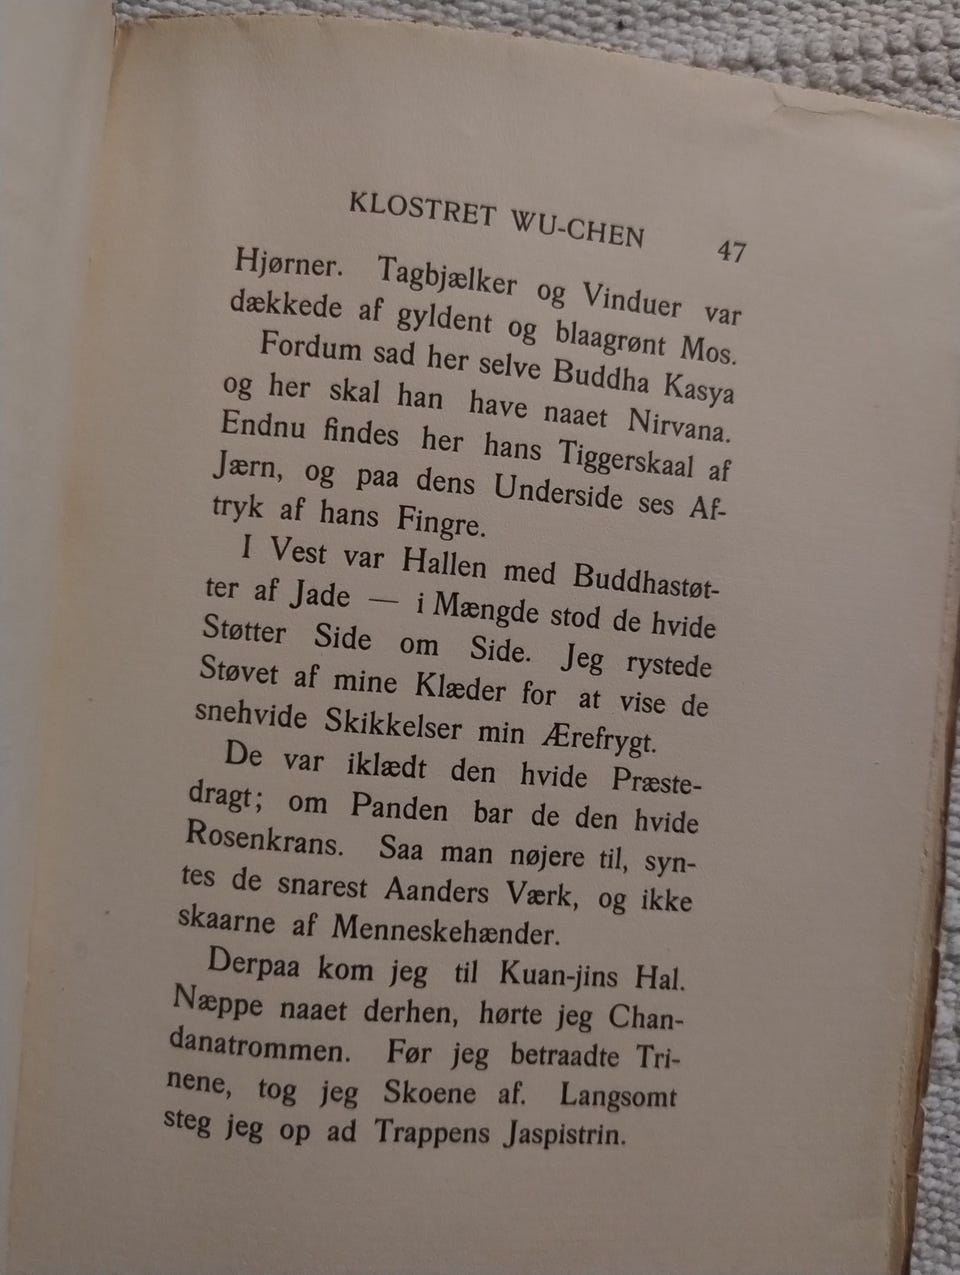 KLOSTRET WU-CHEN 47
Hjørner. Tagbjælker og Vinduer var
dækkede af gyldent og blaagrønt Mos.
Fordum sad her selve Buddha Kasya
og her skal han have naaet Nirvana.
Endnu findes her hans Tiggerskaal af
Jærn, og paa dens Underside ses Af-
tryk af hans Fingre.
I Vest var Hallen med Buddhastøt-
ter af Jade — i Mængde stod de hvide
Støtter Side om Side. Jeg rystede
Støvet af mine Klæder for at vise de
snehvide Skikkelser min Ærefrygt.
De var iklædt den hvide Præste-
dragt; om Panden bar de den hvide
Rosenkrans. Saa man nøjere til, syn-
tes de snarest Aanders Værk, og ikke
skaarne af Menneskehænder.
Derpaa kom jeg til Kuan-jins Hal.
Næppe naaet derhen, hørte jeg Chan-
danatrommen. Før jeg betraadte Tri-
nene, tog jeg Skoene af. Langsomt
steg jeg op ad Trappens Jaspistrin.